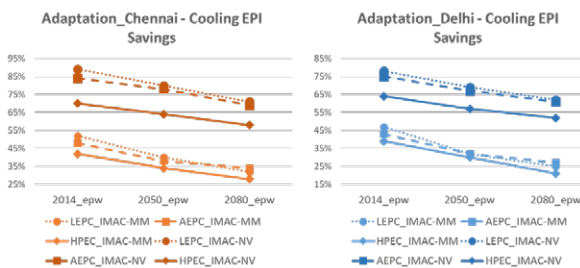 Adaptation_Chennai - Cooling EPI
Savings
95%
85%
75%
65%
55%
45%
35%
25%
2014_epw 2050_epw 2080_epw
LEPC_IMAC-MM AEPC_IMAC-MM
HPEC_IMAC-MM LEPC_IMAC-NV
AEPC_IMAC-NV HPEC_IMAC-NV
Adaptation_Delhi - Cooling EPI
Savings
85%
75%
65%
55%
45%
35%
25%
15%
2014_epw 2050_epw 2080_epw
LEPC_IMAC-MM AEPC_IMAC-MM
HPEC_IMAC-MM LEPC_IMAC-NV
AEPC_IMAC-NV HPEC_IMAC-NV